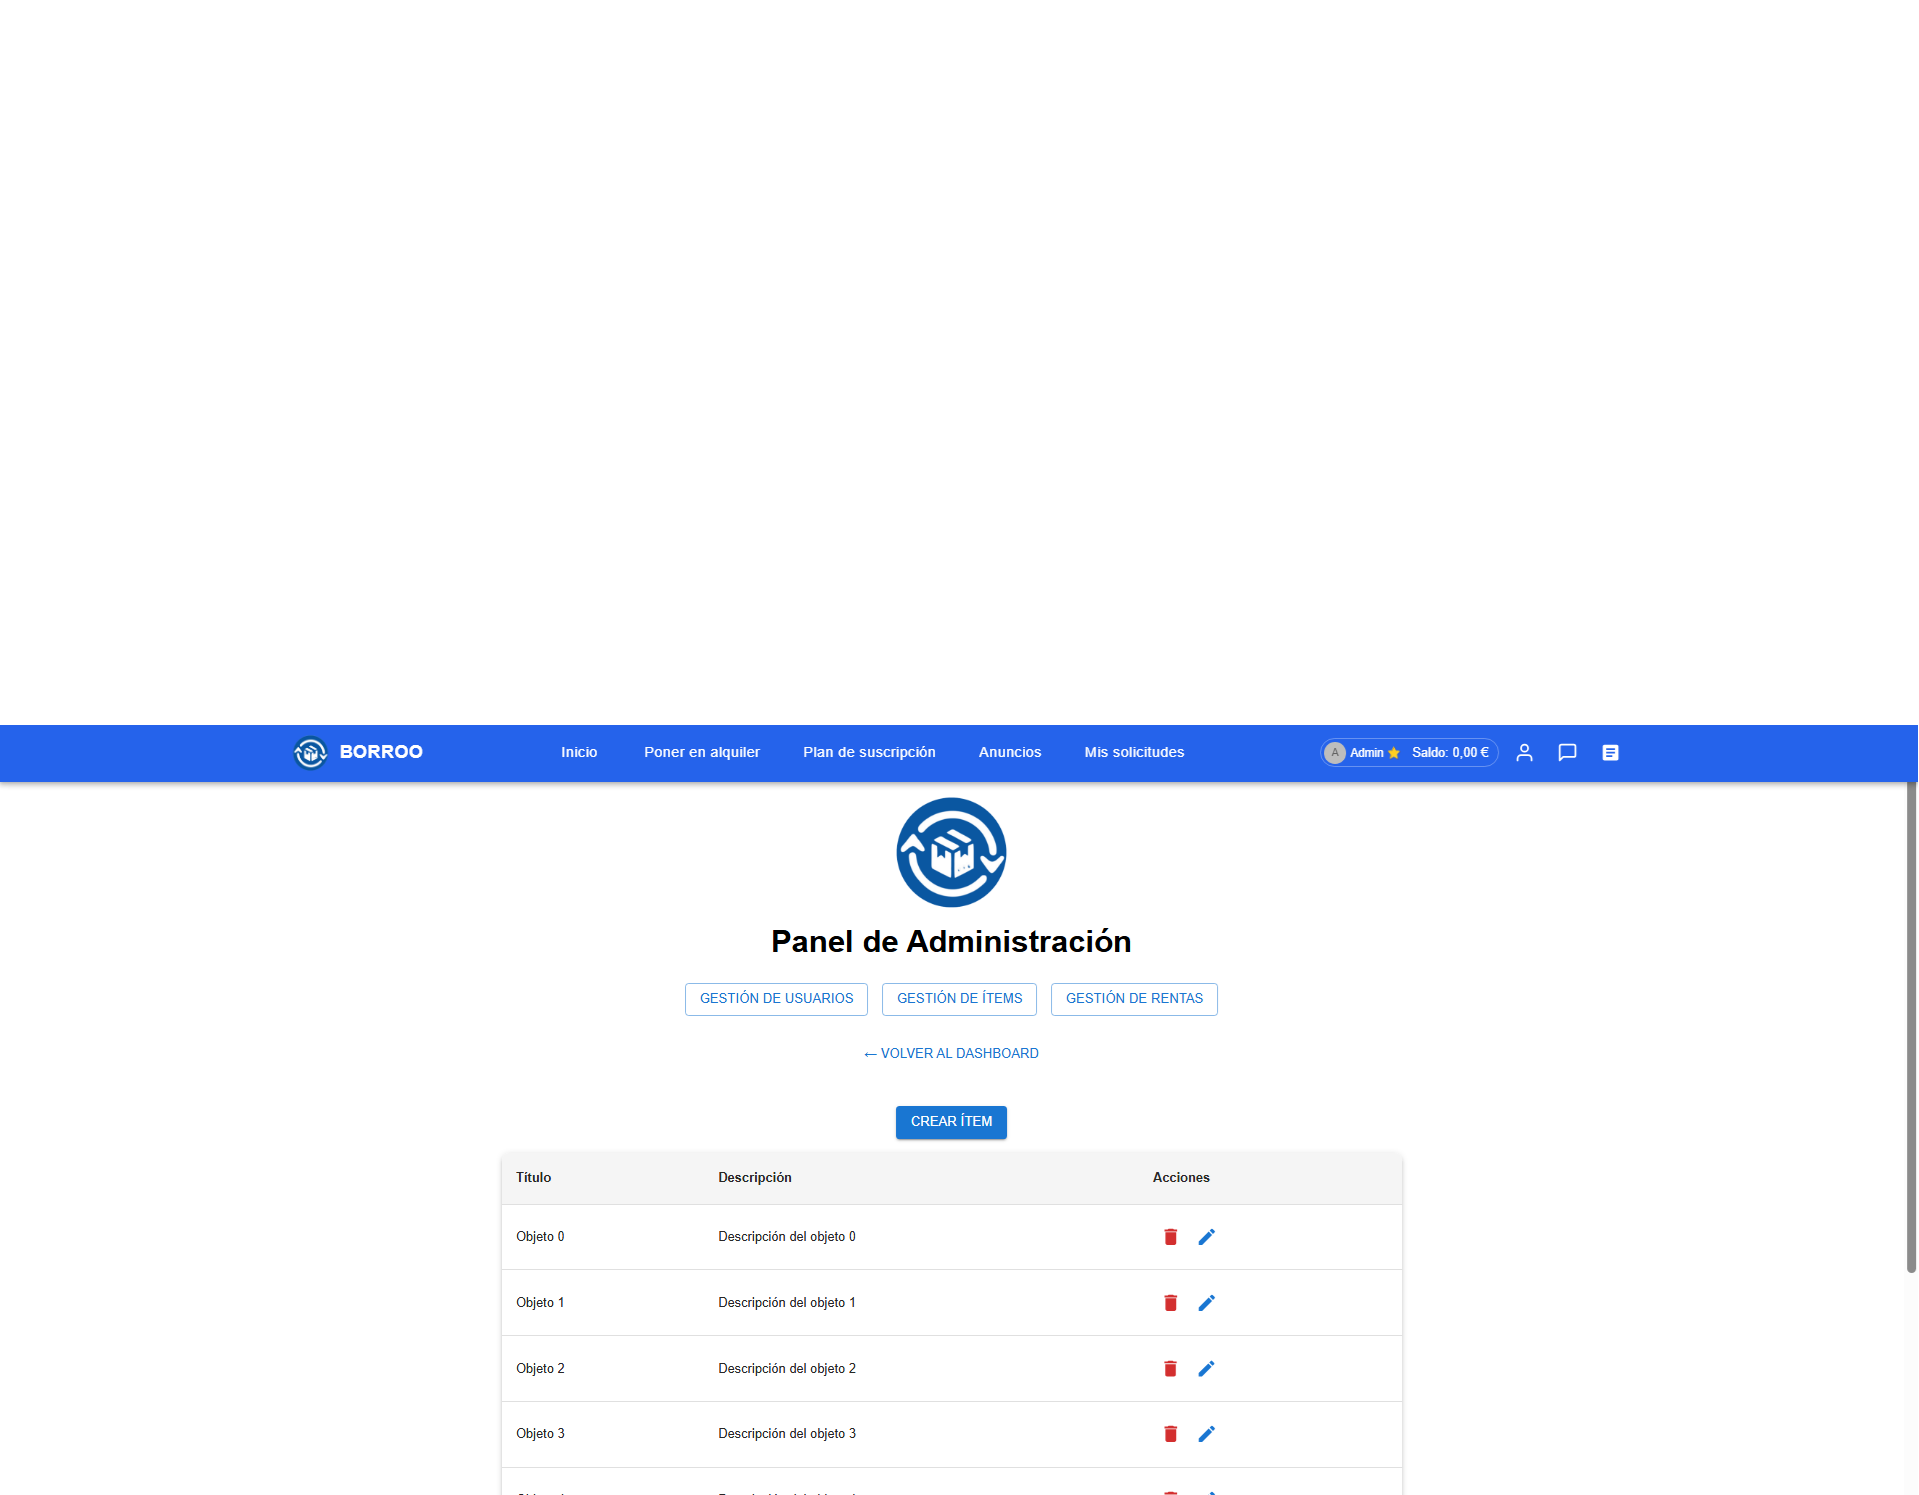 BORROO Inicio Poner en alquiler Plan de suscripción Anuncios Mis solicitudes A Admin Saldo: 0,00 €
Panel de Administración
GESTIÓN DE USUARIOS GESTIÓN DE ÍTEMS GESTIÓN DE RENTAS
← VOLVER AL DASHBOARD
CREAR ÍTEM
Título Descripción Acciones
Objeto 0 Descripción del objeto 0
Objeto 1 Descripción del objeto 1
Objeto 2 Descripción del objeto 2
Objeto 3 Descripción del objeto 3